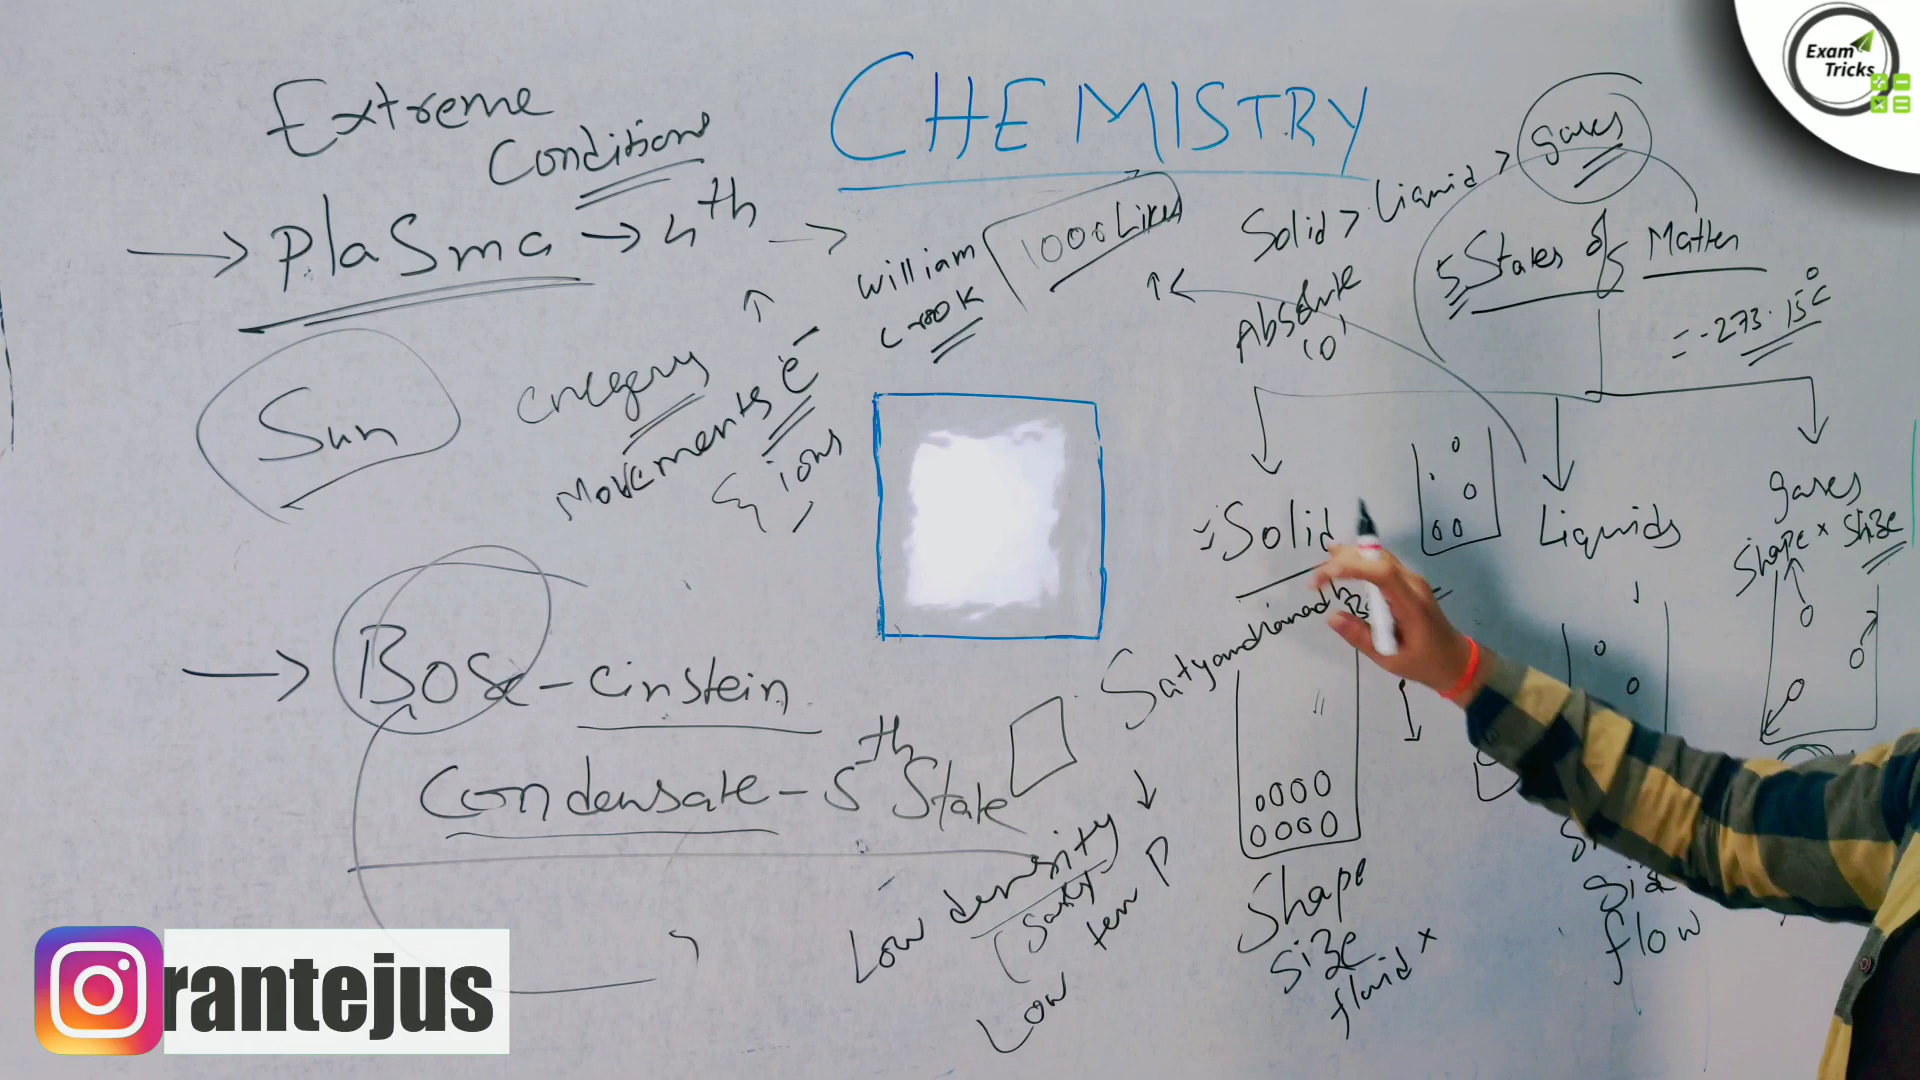 CHEMISTRY
Exam
Tricks
Extreme
Conditions
→ PlaSma → 4th →
William
Crook
1000 Likes
Solid > Liquid > gases
5 States of Matter
= -273.15°C
Absolute
'0'
Sun
Movements e-
ions
Solid
Liquids
gases
Shape × Size
→ Bose-einstein
Condensate - 5th State
Low density
Low tem P
Shape
Size
fluid ×
flow
rantejus